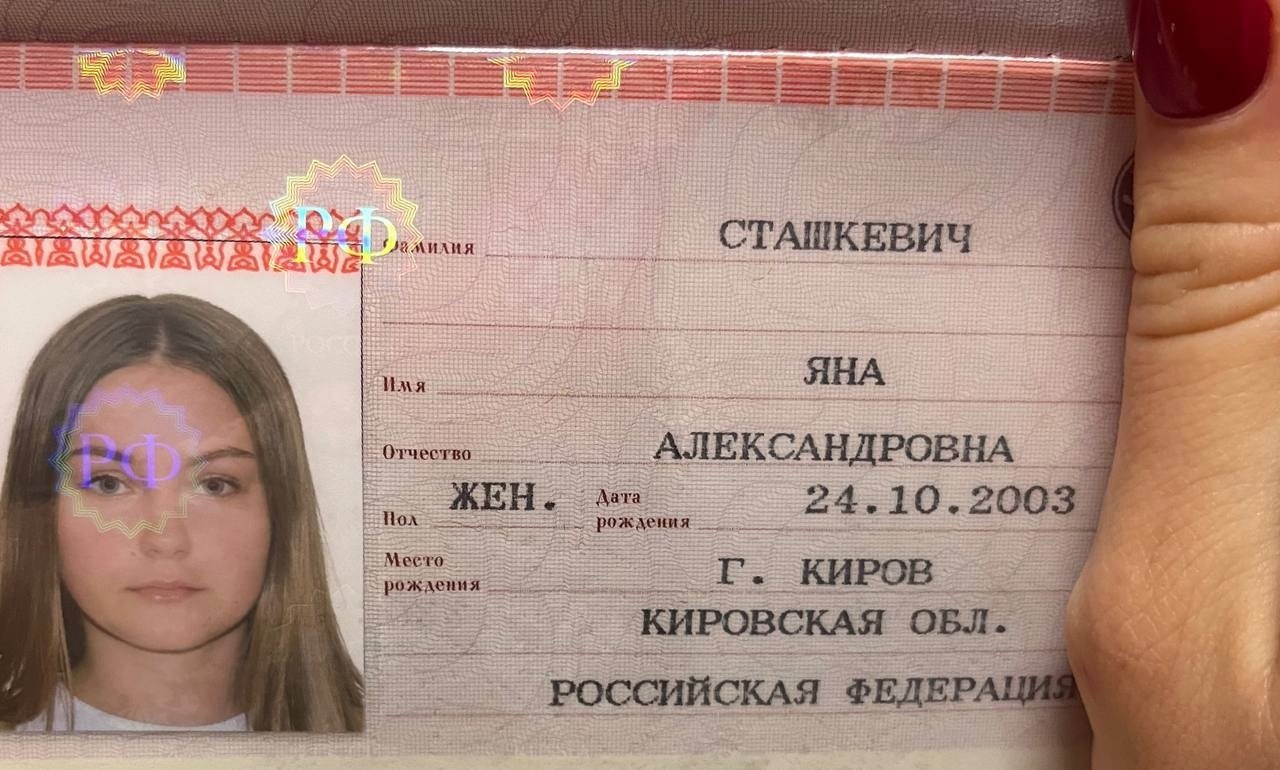 РФ
Фамилия СТАШКЕВИЧ
Имя ЯНА
Отчество АЛЕКСАНДРОВНА
Пол ЖЕН. Дата рождения 24.10.2003
Место рождения Г. КИРОВ
КИРОВСКАЯ ОБЛ.
РОССИЙСКАЯ ФЕДЕРАЦИЯ
РФ